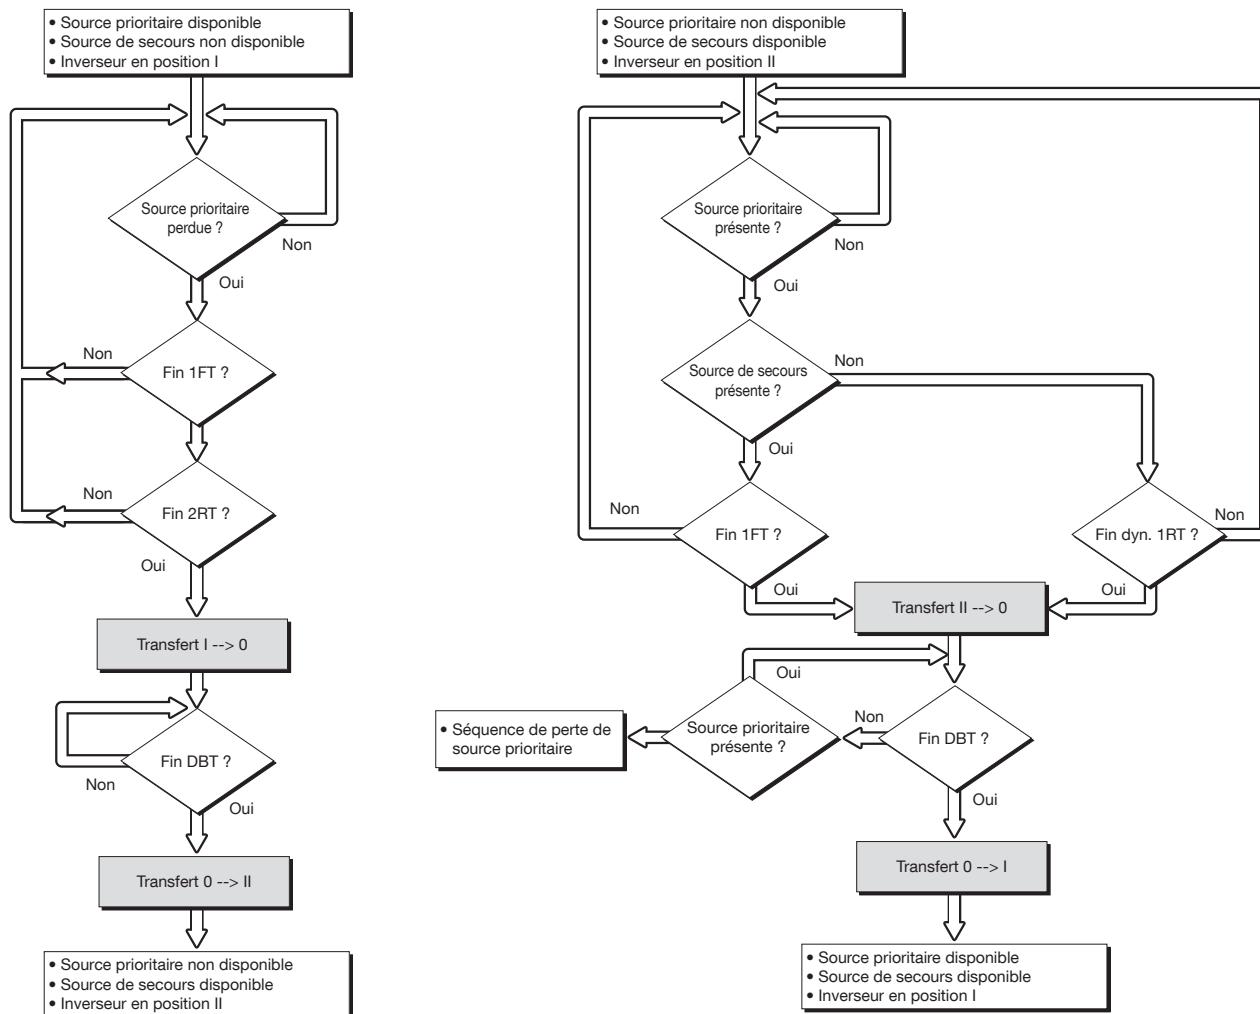 • Source prioritaire disponible
• Source de secours non disponible
• Inverseur en position I
Source prioritaire
perdue ?
Non
Oui
Non
Fin 1FT ?
Non
Fin 2RT ?
Oui
Transfert I --> 0
Fin DBT ?
Non
Oui
Transfert 0 --> II
• Source prioritaire non disponible
• Source de secours disponible
• Inverseur en position II
• Source prioritaire non disponible
• Source de secours disponible
• Inverseur en position II
Source prioritaire
présente ?
Non
Oui
Source de secours
présente ?
Non
Oui
Non
Fin 1FT ?
Oui
Fin dyn. 1RT ?
Non
Oui
Transfert II --> 0
Oui
• Séquence de perte de
source prioritaire
Source prioritaire
présente ?
Non
Fin DBT ?
Oui
Transfert 0 --> I
• Source prioritaire disponible
• Source de secours disponible
• Inverseur en position I